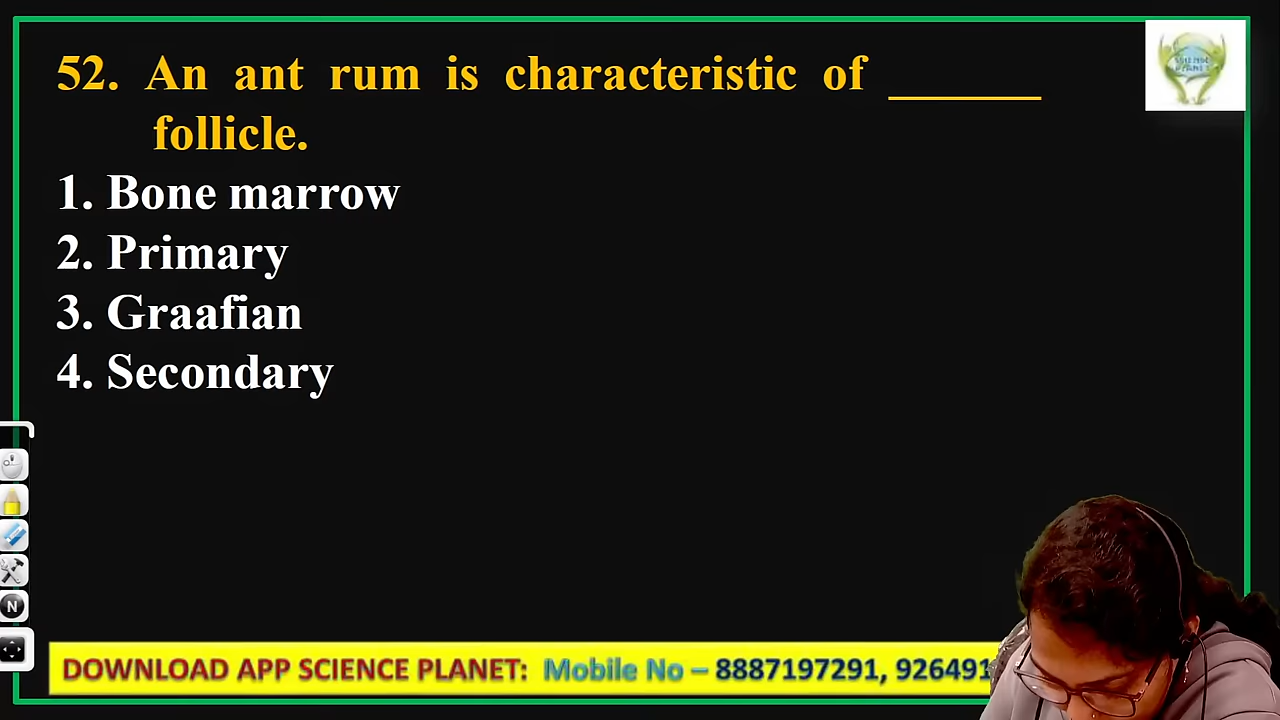 52. An ant rum is characteristic of ______
follicle.
1. Bone marrow
2. Primary
3. Graafian
4. Secondary
N
DOWNLOAD APP SCIENCE PLANET: Mobile No – 8887197291, 926491